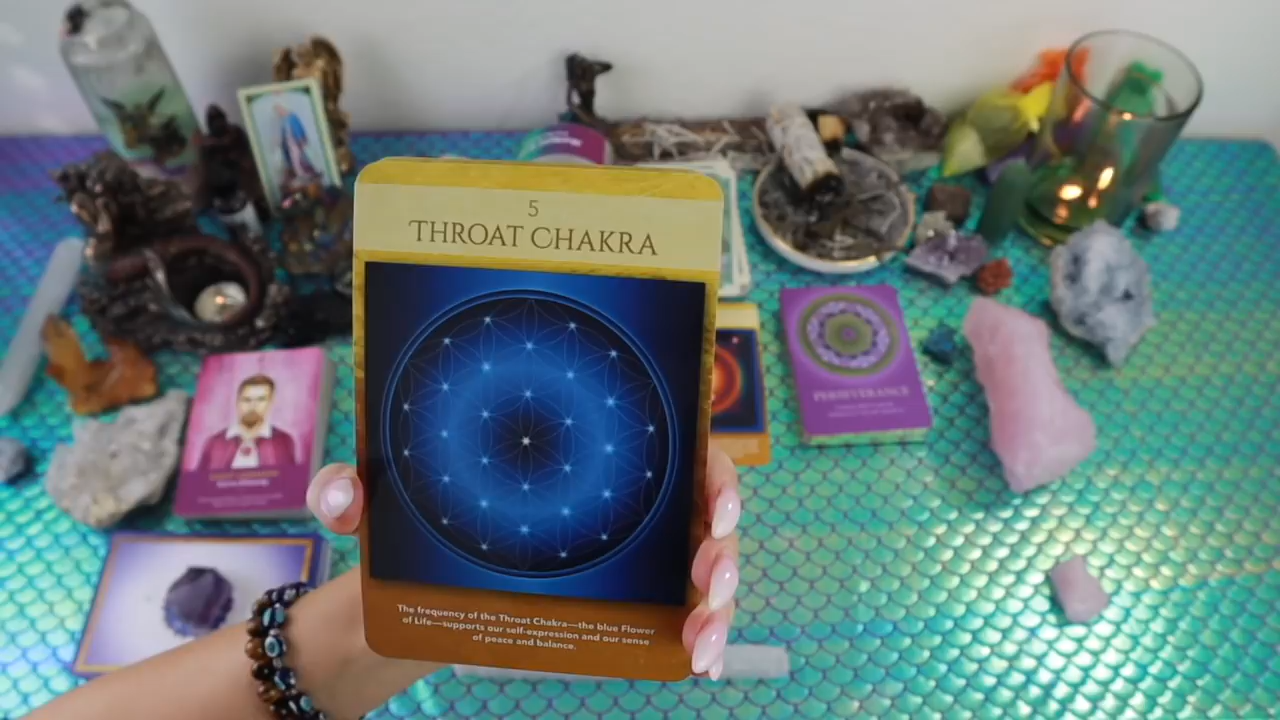 5
THROAT CHAKRA
The frequency of the Throat Chakra—the blue Flower
of Life—supports our self-expression and our sense
of peace and balance.
PERSEVERANCE